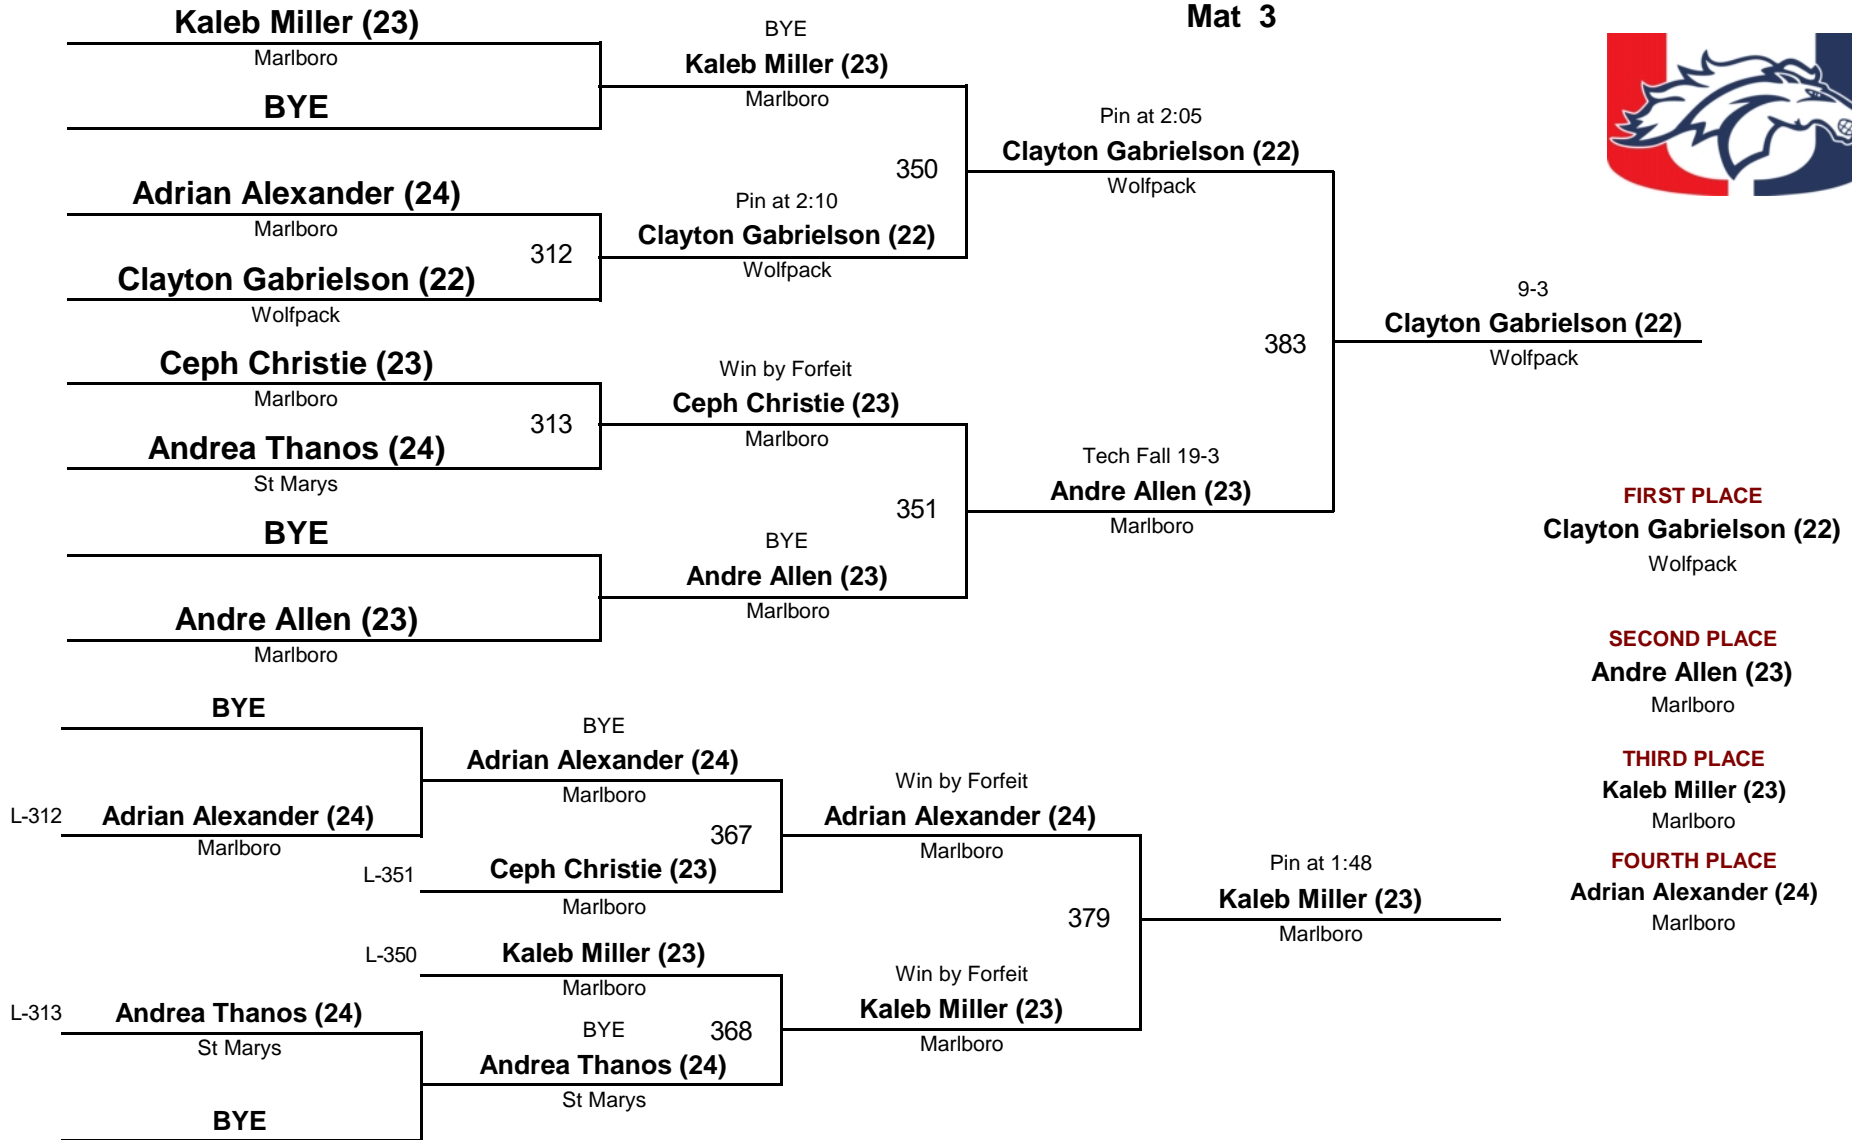 Mat 3
Kaleb Miller (23)
Marlboro
BYE
Adrian Alexander (24)
Marlboro
312
Clayton Gabrielson (22)
Wolfpack
Ceph Christie (23)
Marlboro
313
Andrea Thanos (24)
St Marys
BYE
Andre Allen (23)
Marlboro
BYE
Kaleb Miller (23)
Marlboro
350
Pin at 2:10
Clayton Gabrielson (22)
Wolfpack
Win by Forfeit
Ceph Christie (23)
Marlboro
351
BYE
Andre Allen (23)
Marlboro
Pin at 2:05
Clayton Gabrielson (22)
Wolfpack
383
Tech Fall 19-3
Andre Allen (23)
Marlboro
9-3
Clayton Gabrielson (22)
Wolfpack
FIRST PLACE
Clayton Gabrielson (22)
Wolfpack
SECOND PLACE
Andre Allen (23)
Marlboro
THIRD PLACE
Kaleb Miller (23)
Marlboro
FOURTH PLACE
Adrian Alexander (24)
Marlboro
BYE
L-312 Adrian Alexander (24)
Marlboro
BYE
Adrian Alexander (24)
Marlboro
367
L-351 Ceph Christie (23)
Marlboro
L-350 Kaleb Miller (23)
Marlboro
L-313 Andrea Thanos (24)
St Marys
BYE 368
Andrea Thanos (24)
St Marys
BYE
Win by Forfeit
Adrian Alexander (24)
Marlboro
379
Win by Forfeit
Kaleb Miller (23)
Marlboro
Pin at 1:48
Kaleb Miller (23)
Marlboro